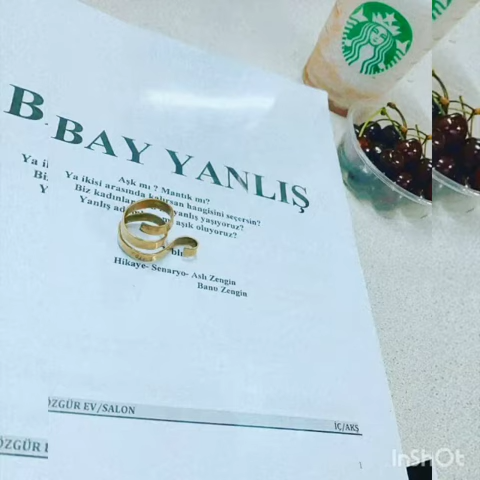 BAY YANLIŞ
Aşk mı ? Mantık mı?
Ya ikisi arasında kalırsan hangisini seçersin?
Biz kadınlar yanlış yaşıyoruz?
Yanlış aşık oluyoruz?
Hikaye- Senaryo- Aslı Zengin
Banu Zengin
ÖZGÜR EV/SALON İÇ/AKŞ
ÖZGÜR
1
STARBUCKS
InShOt